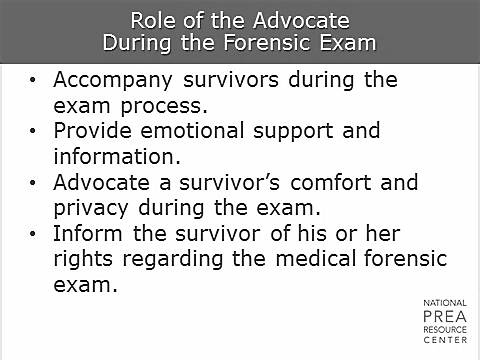 Role of the Advocate
During the Forensic Exam
• Accompany survivors during the
exam process.
• Provide emotional support and
information.
• Advocate a survivor's comfort and
privacy during the exam.
• Inform the survivor of his or her
rights regarding the medical forensic
exam.
NATIONAL
PREA
RESOURCE
CENTER